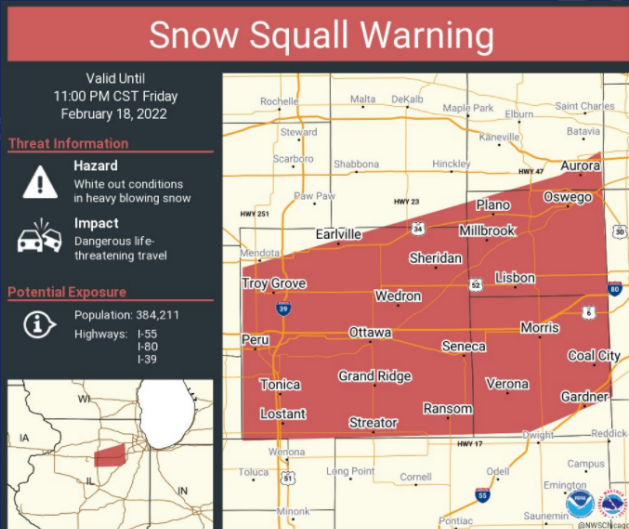 Snow Squall Warning
Valid Until
11:00 PM CST Friday
February 18, 2022
Threat Information
Hazard
White out conditions
in heavy blowing snow
Impact
Dangerous life-
threatening travel
Potential Exposure
Population: 384,211
Highways: I-55
I-80
I-39
WI
IA
IL
IN
Rochelle
Malta
DeKalb
Maple Park
Elburn
Saint Charles
Steward
Kaneville
Batavia
Scarboro
Shabbona
Hinckley
Aurora
HWY 47
Paw Paw
HWY 23
Plano
Oswego
HWY 251
Earlville
34
Millbrook
30
Mendota
Sheridan
Troy Grove
52
Lisbon
80
Wedron
39
6
Peru
Ottawa
Morris
Seneca
Coal City
Tonica
Grand Ridge
Verona
Gardner
Lostant
Ransom
Streator
HWY 17
Dwight
Reddick
Wenona
Toluca
51
Long Point
Cornell
Odell
Campus
Emington
55
Minonk
Pontiac
Saunemin